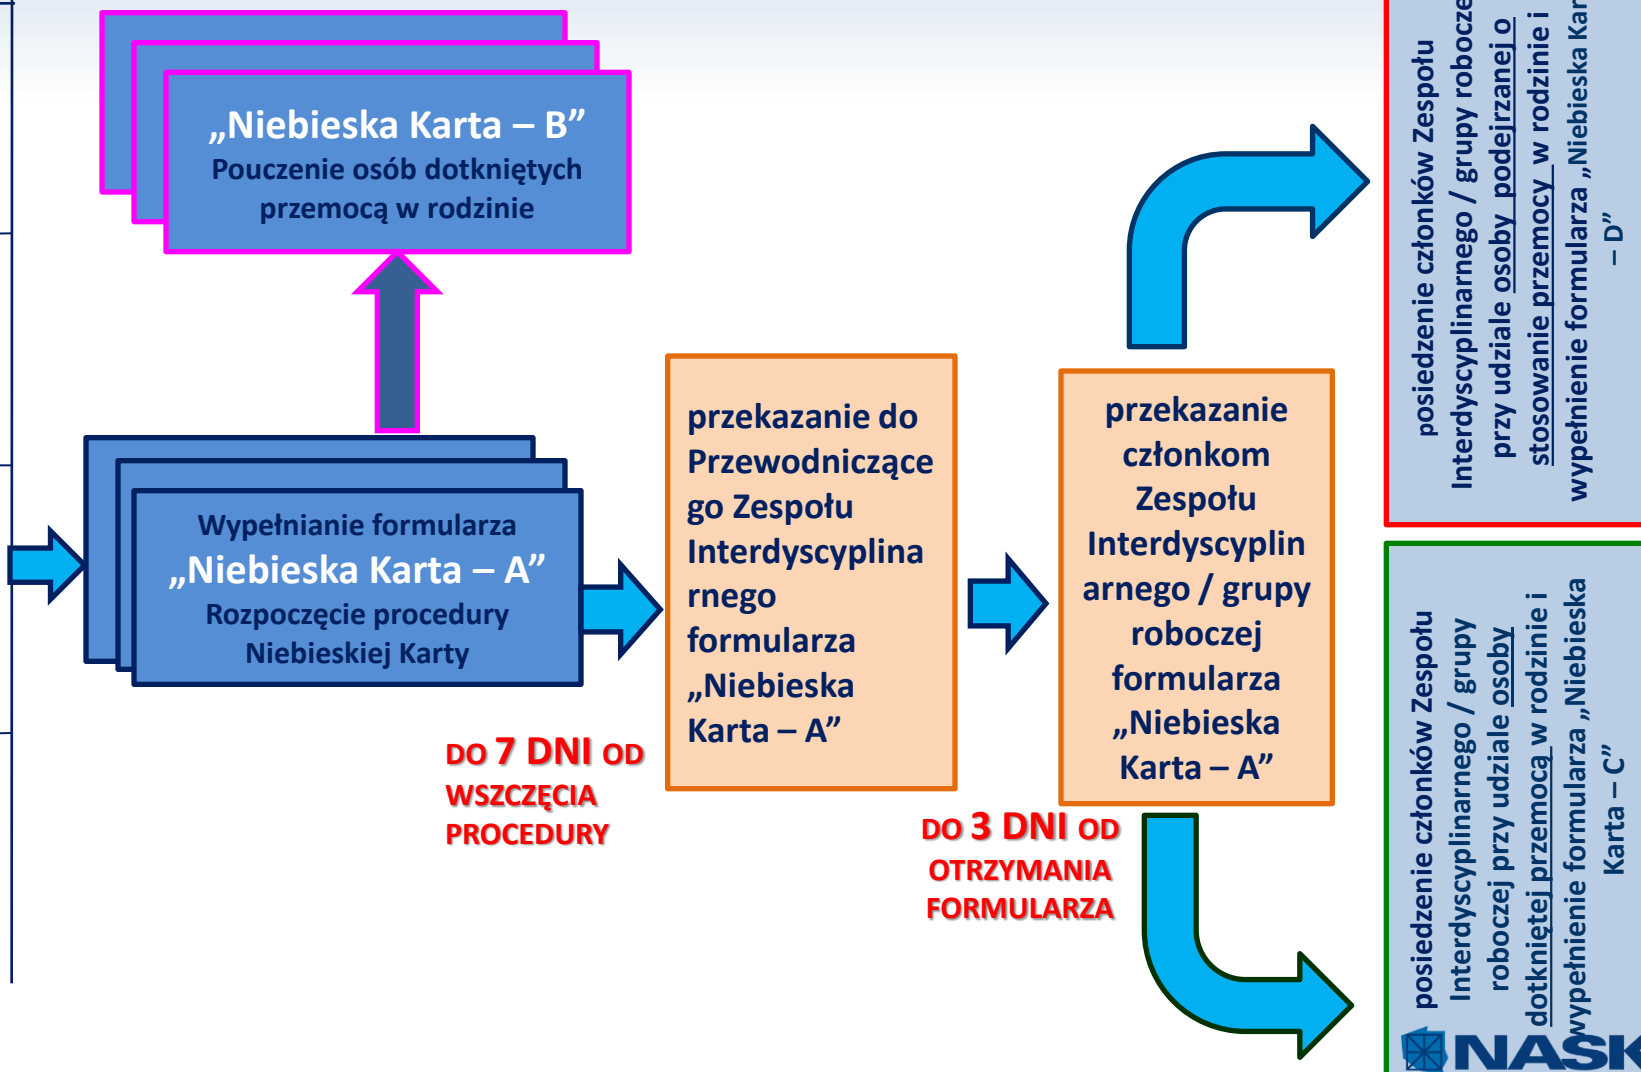 „Niebieska Karta – B”
Pouczenie osób dotkniętych
przemocą w rodzinie
Wypełnianie formularza
„Niebieska Karta – A”
Rozpoczęcie procedury
Niebieskiej Karty
DO 7 DNI OD
WSZCZĘCIA
PROCEDURY
przekazanie do
Przewodniczące
go Zespołu
Interdyscyplina
rnego
formularza
„Niebieska
Karta – A”
przekazanie
członkom
Zespołu
Interdyscyplin
arnego / grupy
roboczej
formularza
„Niebieska
Karta – A”
DO 3 DNI OD
OTRZYMANIA
FORMULARZA
posiedzenie członków Zespołu
Interdyscyplinarnego / grupy robocze
przy udziale osoby podejrzanej o
stosowanie przemocy w rodzinie i
wypełnienie formularza „Niebieska Kar
– D”
posiedzenie członków Zespołu
Interdyscyplinarnego / grupy
roboczej przy udziale osoby
dotkniętej przemocą w rodzinie i
wypełnienie formularza „Niebieska
Karta – C”
NASK